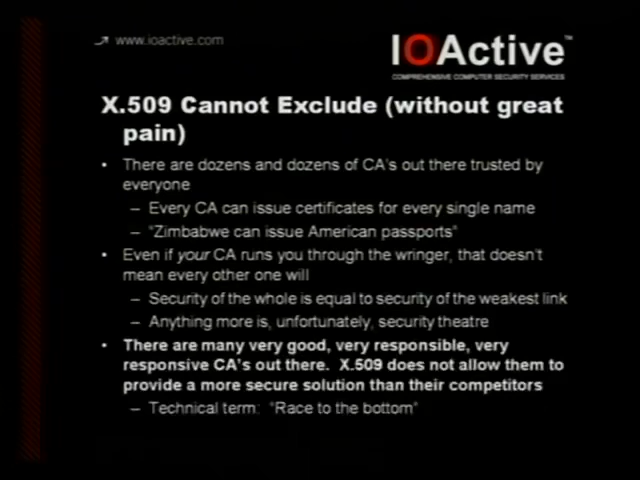 www.ioactive.com
IOActive™
COMPREHENSIVE COMPUTER SECURITY SERVICES
X.509 Cannot Exclude (without great
pain)
• There are dozens and dozens of CA's out there trusted by
everyone
– Every CA can issue certificates for every single name
– "Zimbabwe can issue American passports"
• Even if your CA runs you through the wringer, that doesn't
mean every other one will
– Security of the whole is equal to security of the weakest link
– Anything more is, unfortunately, security theatre
• There are many very good, very responsible, very
responsive CA's out there. X.509 does not allow them to
provide a more secure solution than their competitors
– Technical term: "Race to the bottom"